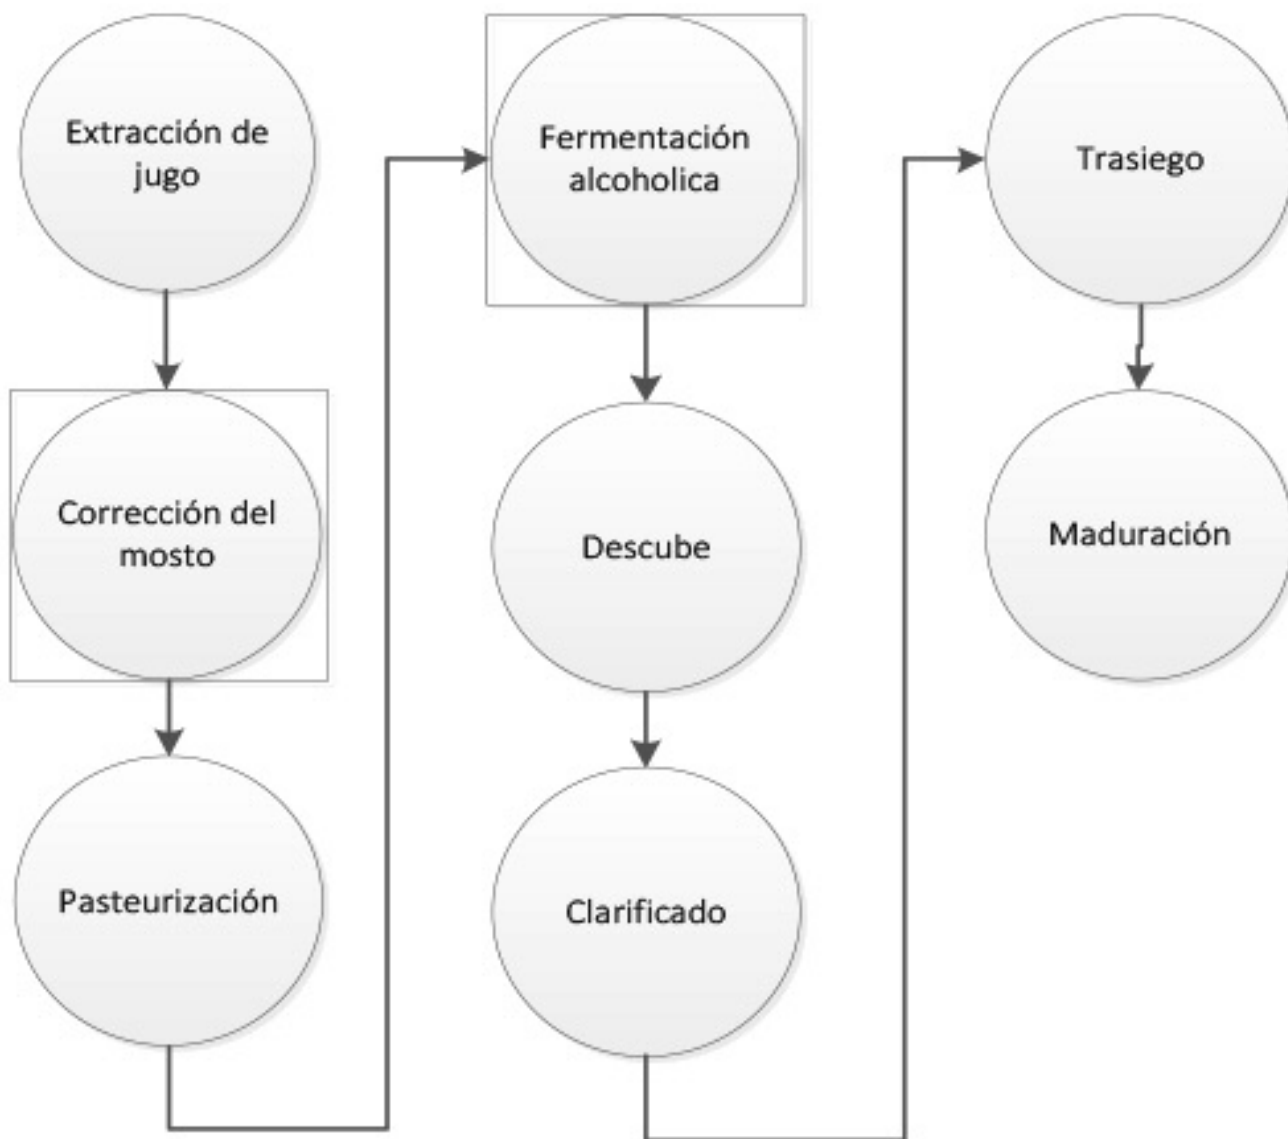 Extracción de
jugo
Corrección del
mosto
Pasteurización
Fermentación
alcoholica
Descube
Clarificado
Trasiego
Maduración